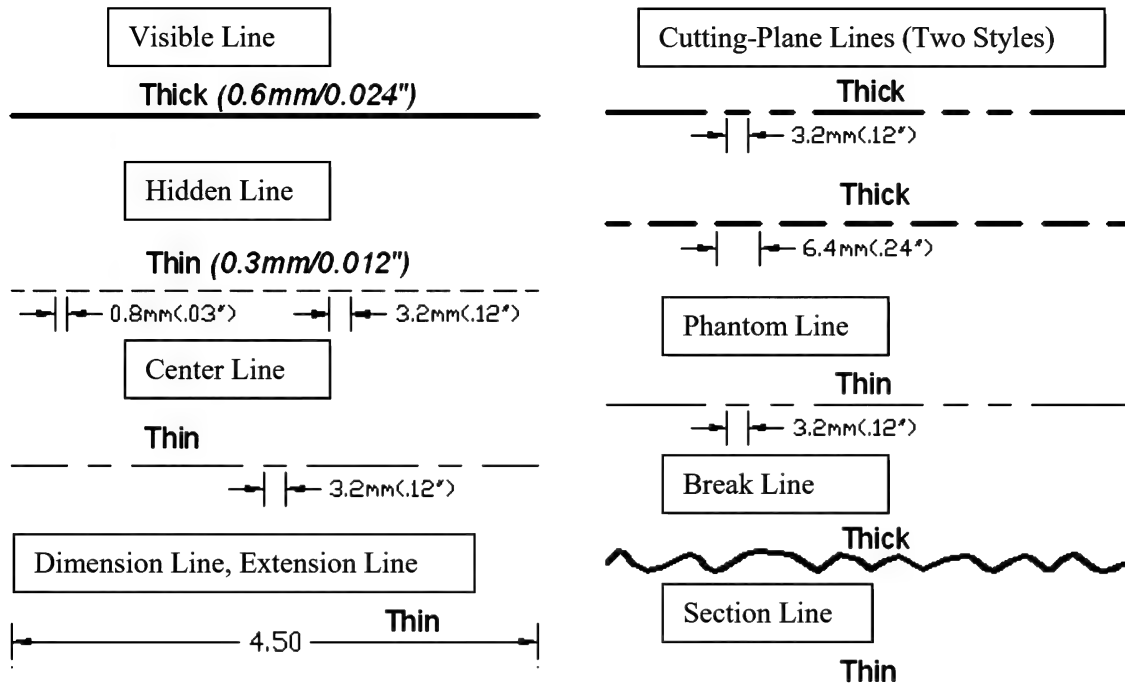 Visible Line
Thick (0.6mm/0.024")
Hidden Line
Thin (0.3mm/0.012")
0.8mm(.03")
3.2mm(.12")
Center Line
Thin
3.2mm(.12")
Dimension Line, Extension Line
Thin
4.50
Cutting-Plane Lines (Two Styles)
Thick
3.2mm(.12")
Thick
6.4mm(.24")
Phantom Line
Thin
3.2mm(.12")
Break Line
Thick
Section Line
Thin